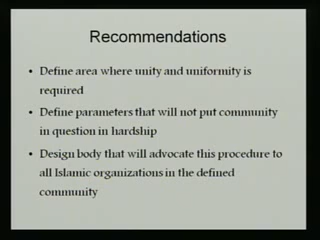 Recommendations
• Define area where unity and uniformity is
required
• Define parameters that will not put community
in question in hardship
• Design body that will advocate this procedure to
all Islamic organizations in the defined
community